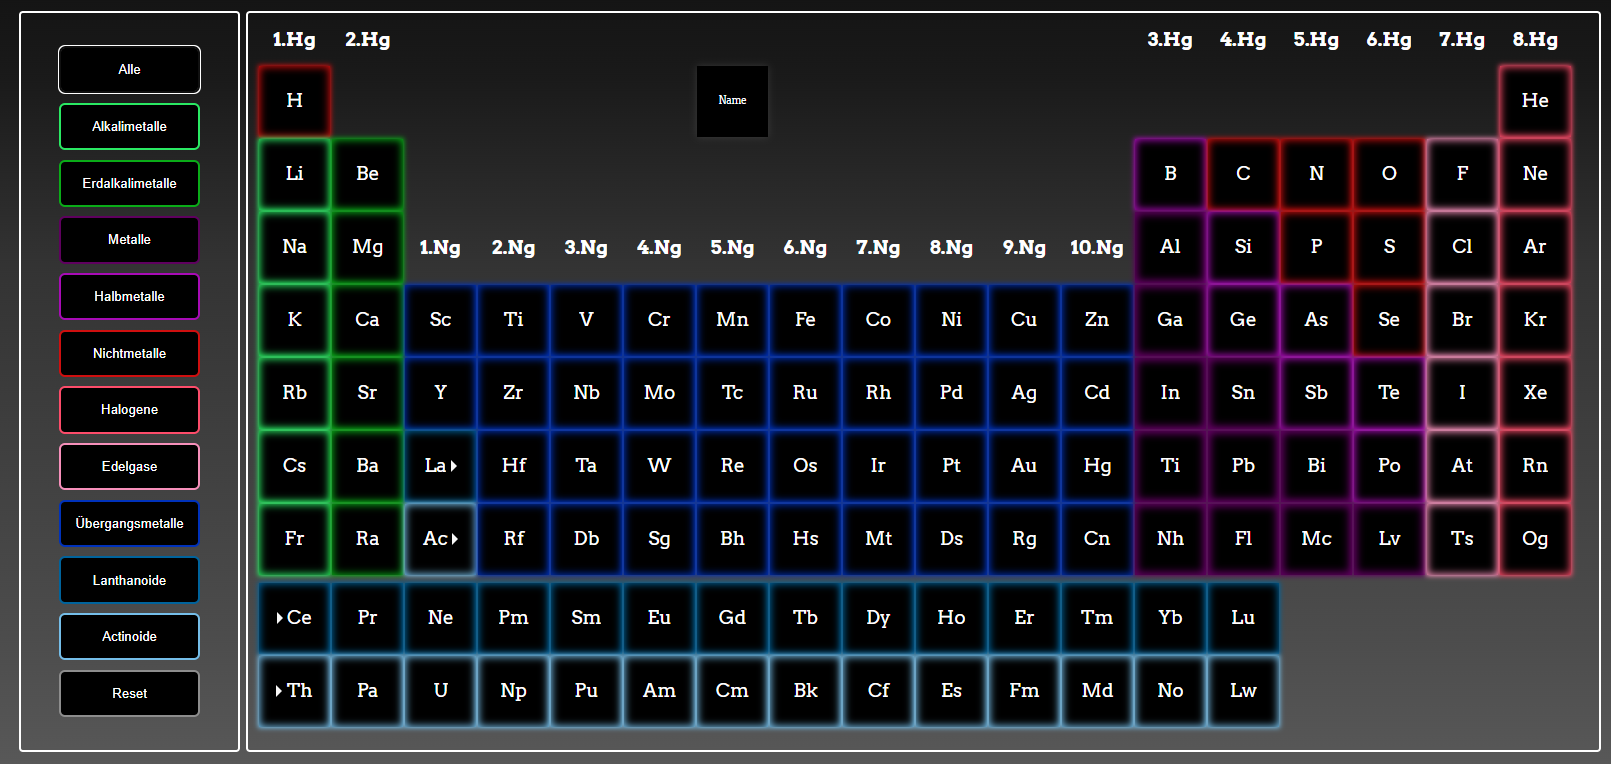 Alle
Alkalimetalle
Erdalkalimetalle
Metalle
Halbmetalle
Nichtmetalle
Halogene
Edelgase
Übergangsmetalle
Lanthanoide
Actinoide
Reset
1.Hg 2.Hg 3.Hg 4.Hg 5.Hg 6.Hg 7.Hg 8.Hg
H Name He
Li Be B C N O F Ne
Na Mg 1.Ng 2.Ng 3.Ng 4.Ng 5.Ng 6.Ng 7.Ng 8.Ng 9.Ng 10.Ng Al Si P S Cl Ar
K Ca Sc Ti V Cr Mn Fe Co Ni Cu Zn Ga Ge As Se Br Kr
Rb Sr Y Zr Nb Mo Tc Ru Rh Pd Ag Cd In Sn Sb Te I Xe
Cs Ba La Hf Ta W Re Os Ir Pt Au Hg Ti Pb Bi Po At Rn
Fr Ra Ac Rf Db Sg Bh Hs Mt Ds Rg Cn Nh Fl Mc Lv Ts Og
Ce Pr Ne Pm Sm Eu Gd Tb Dy Ho Er Tm Yb Lu
Th Pa U Np Pu Am Cm Bk Cf Es Fm Md No Lw